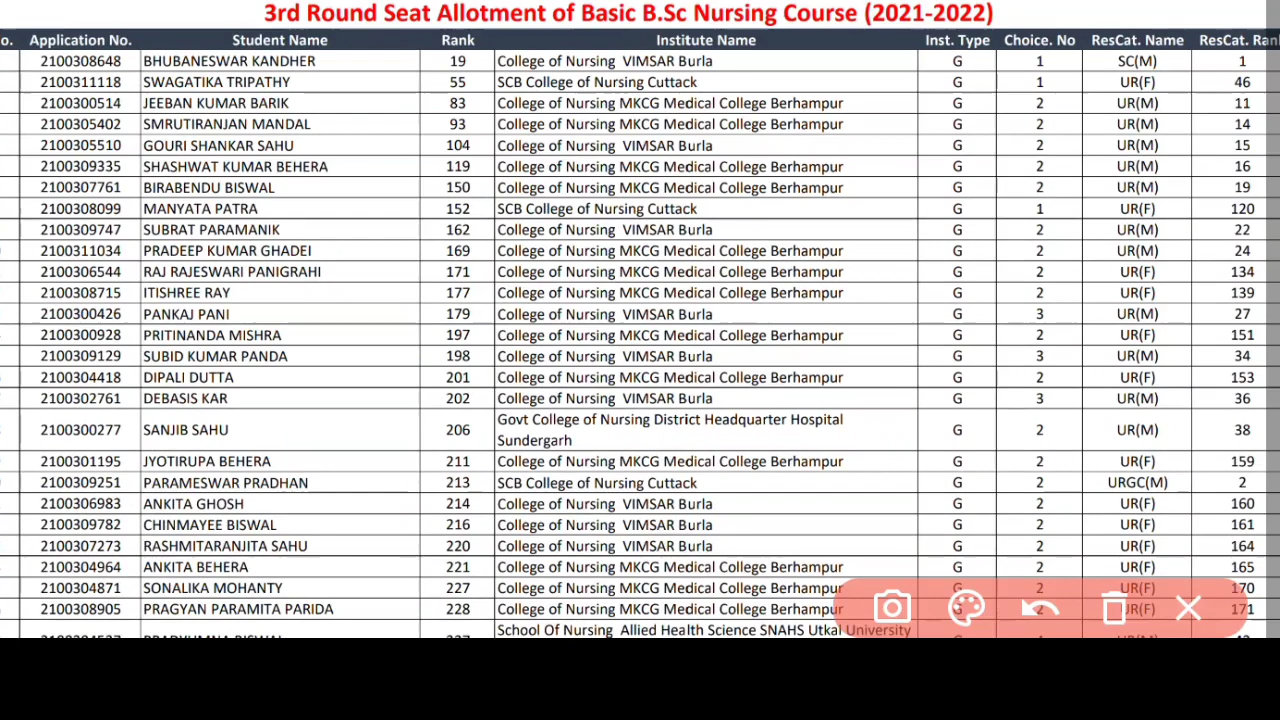 3rd Round Seat Allotment of Basic B.Sc Nursing Course (2021-2022)
o. Application No. Student Name Rank Institute Name Inst. Type Choice. No ResCat. Name ResCat. Rank
2100308648 BHUBANESWAR KANDHER 19 College of Nursing VIMSAR Burla G 1 SC(M) 1
2100311118 SWAGATIKA TRIPATHY 55 SCB College of Nursing Cuttack G 1 UR(F) 46
2100300514 JEEBAN KUMAR BARIK 83 College of Nursing MKCG Medical College Berhampur G 2 UR(M) 11
2100305402 SMRUTIRANJAN MANDAL 93 College of Nursing MKCG Medical College Berhampur G 2 UR(M) 14
2100305510 GOURI SHANKAR SAHU 104 College of Nursing VIMSAR Burla G 2 UR(M) 15
2100309335 SHASHWAT KUMAR BEHERA 119 College of Nursing MKCG Medical College Berhampur G 2 UR(M) 16
2100307761 BIRABENDU BISWAL 150 College of Nursing MKCG Medical College Berhampur G 2 UR(M) 19
2100308099 MANYATA PATRA 152 SCB College of Nursing Cuttack G 1 UR(F) 120
2100309747 SUBRAT PARAMANIK 162 College of Nursing VIMSAR Burla G 2 UR(M) 22
2100311034 PRADEEP KUMAR GHADEI 169 College of Nursing MKCG Medical College Berhampur G 2 UR(M) 24
2100306544 RAJ RAJESWARI PANIGRAHI 171 College of Nursing MKCG Medical College Berhampur G 2 UR(F) 134
2100308715 ITISHREE RAY 177 College of Nursing MKCG Medical College Berhampur G 2 UR(F) 139
2100300426 PANKAJ PANI 179 College of Nursing VIMSAR Burla G 3 UR(M) 27
2100300928 PRITINANDA MISHRA 197 College of Nursing MKCG Medical College Berhampur G 2 UR(F) 151
2100309129 SUBID KUMAR PANDA 198 College of Nursing VIMSAR Burla G 3 UR(M) 34
2100304418 DIPALI DUTTA 201 College of Nursing MKCG Medical College Berhampur G 2 UR(F) 153
2100302761 DEBASIS KAR 202 College of Nursing VIMSAR Burla G 3 UR(M) 36
2100300277 SANJIB SAHU 206 Govt College of Nursing District Headquarter Hospital
Sundergarh G 2 UR(M) 38
2100301195 JYOTIRUPA BEHERA 211 College of Nursing MKCG Medical College Berhampur G 2 UR(F) 159
2100309251 PARAMESWAR PRADHAN 213 SCB College of Nursing Cuttack G 2 URGC(M) 2
2100306983 ANKITA GHOSH 214 College of Nursing VIMSAR Burla G 2 UR(F) 160
2100309782 CHINMAYEE BISWAL 216 College of Nursing VIMSAR Burla G 2 UR(F) 161
2100307273 RASHMITARANJITA SAHU 220 College of Nursing VIMSAR Burla G 2 UR(F) 164
2100304964 ANKITA BEHERA 221 College of Nursing MKCG Medical College Berhampur G 2 UR(F) 165
2100304871 SONALIKA MOHANTY 227 College of Nursing MKCG Medical College Berhampur G 2 UR(F) 170
2100308905 PRAGYAN PARAMITA PARIDA 228 College of Nursing MKCG Medical College Berhampur G 2 UR(F) 171
School Of Nursing Allied Health Science SNAHS Utkal University